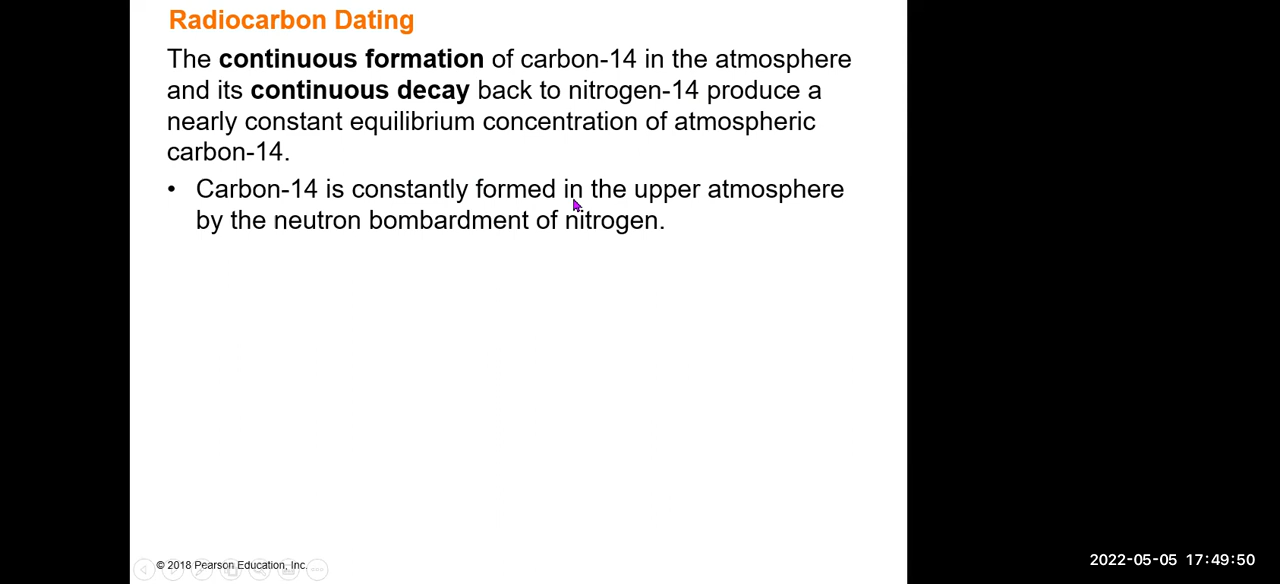 Radiocarbon Dating
The continuous formation of carbon-14 in the atmosphere
and its continuous decay back to nitrogen-14 produce a
nearly constant equilibrium concentration of atmospheric
carbon-14.
• Carbon-14 is constantly formed in the upper atmosphere
by the neutron bombardment of nitrogen.
© 2018 Pearson Education, Inc.
2022-05-05 17:49:50